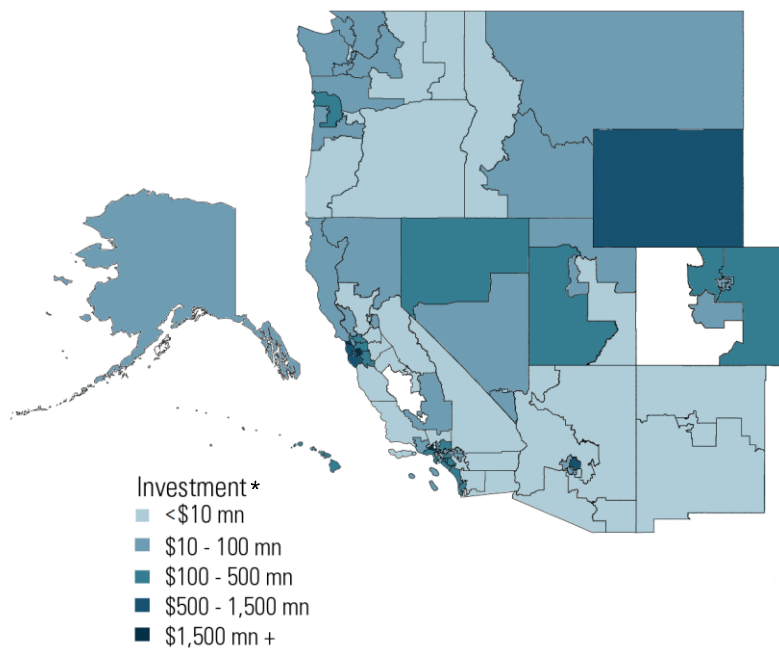 Investment *
<$10 mn
$10 - 100 mn
$100 - 500 mn
$500 - 1,500 mn
$1,500 mn +